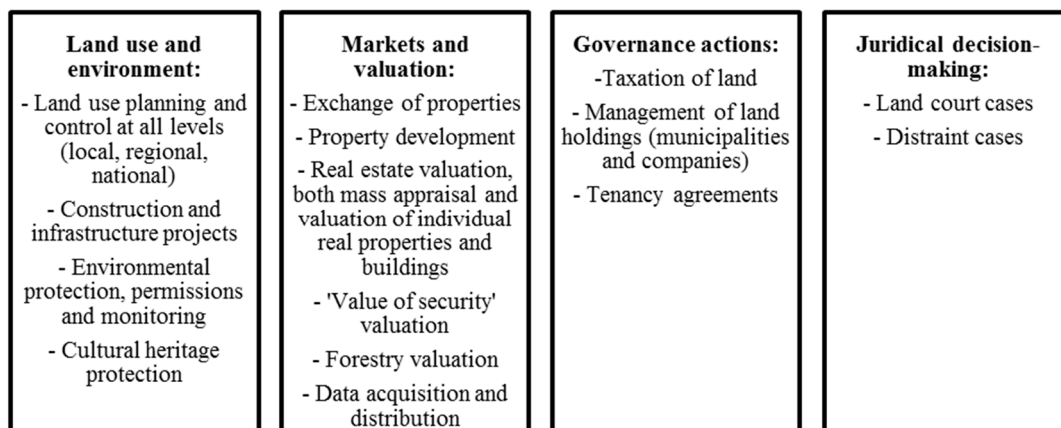 Land use and
environment:
- Land use planning and
control at all levels
(local, regional,
national)
- Construction and
infrastructure projects
- Environmental
protection, permissions
and monitoring
- Cultural heritage
protection
Markets and
valuation:
- Exchange of properties
- Property development
- Real estate valuation,
both mass appraisal and
valuation of individual
real properties and
buildings
- 'Value of security'
valuation
- Forestry valuation
- Data acquisition and
distribution
Governance actions:
-Taxation of land
- Management of land
holdings (municipalities
and companies)
- Tenancy agreements
Juridical decision-
making:
- Land court cases
- Distraint cases